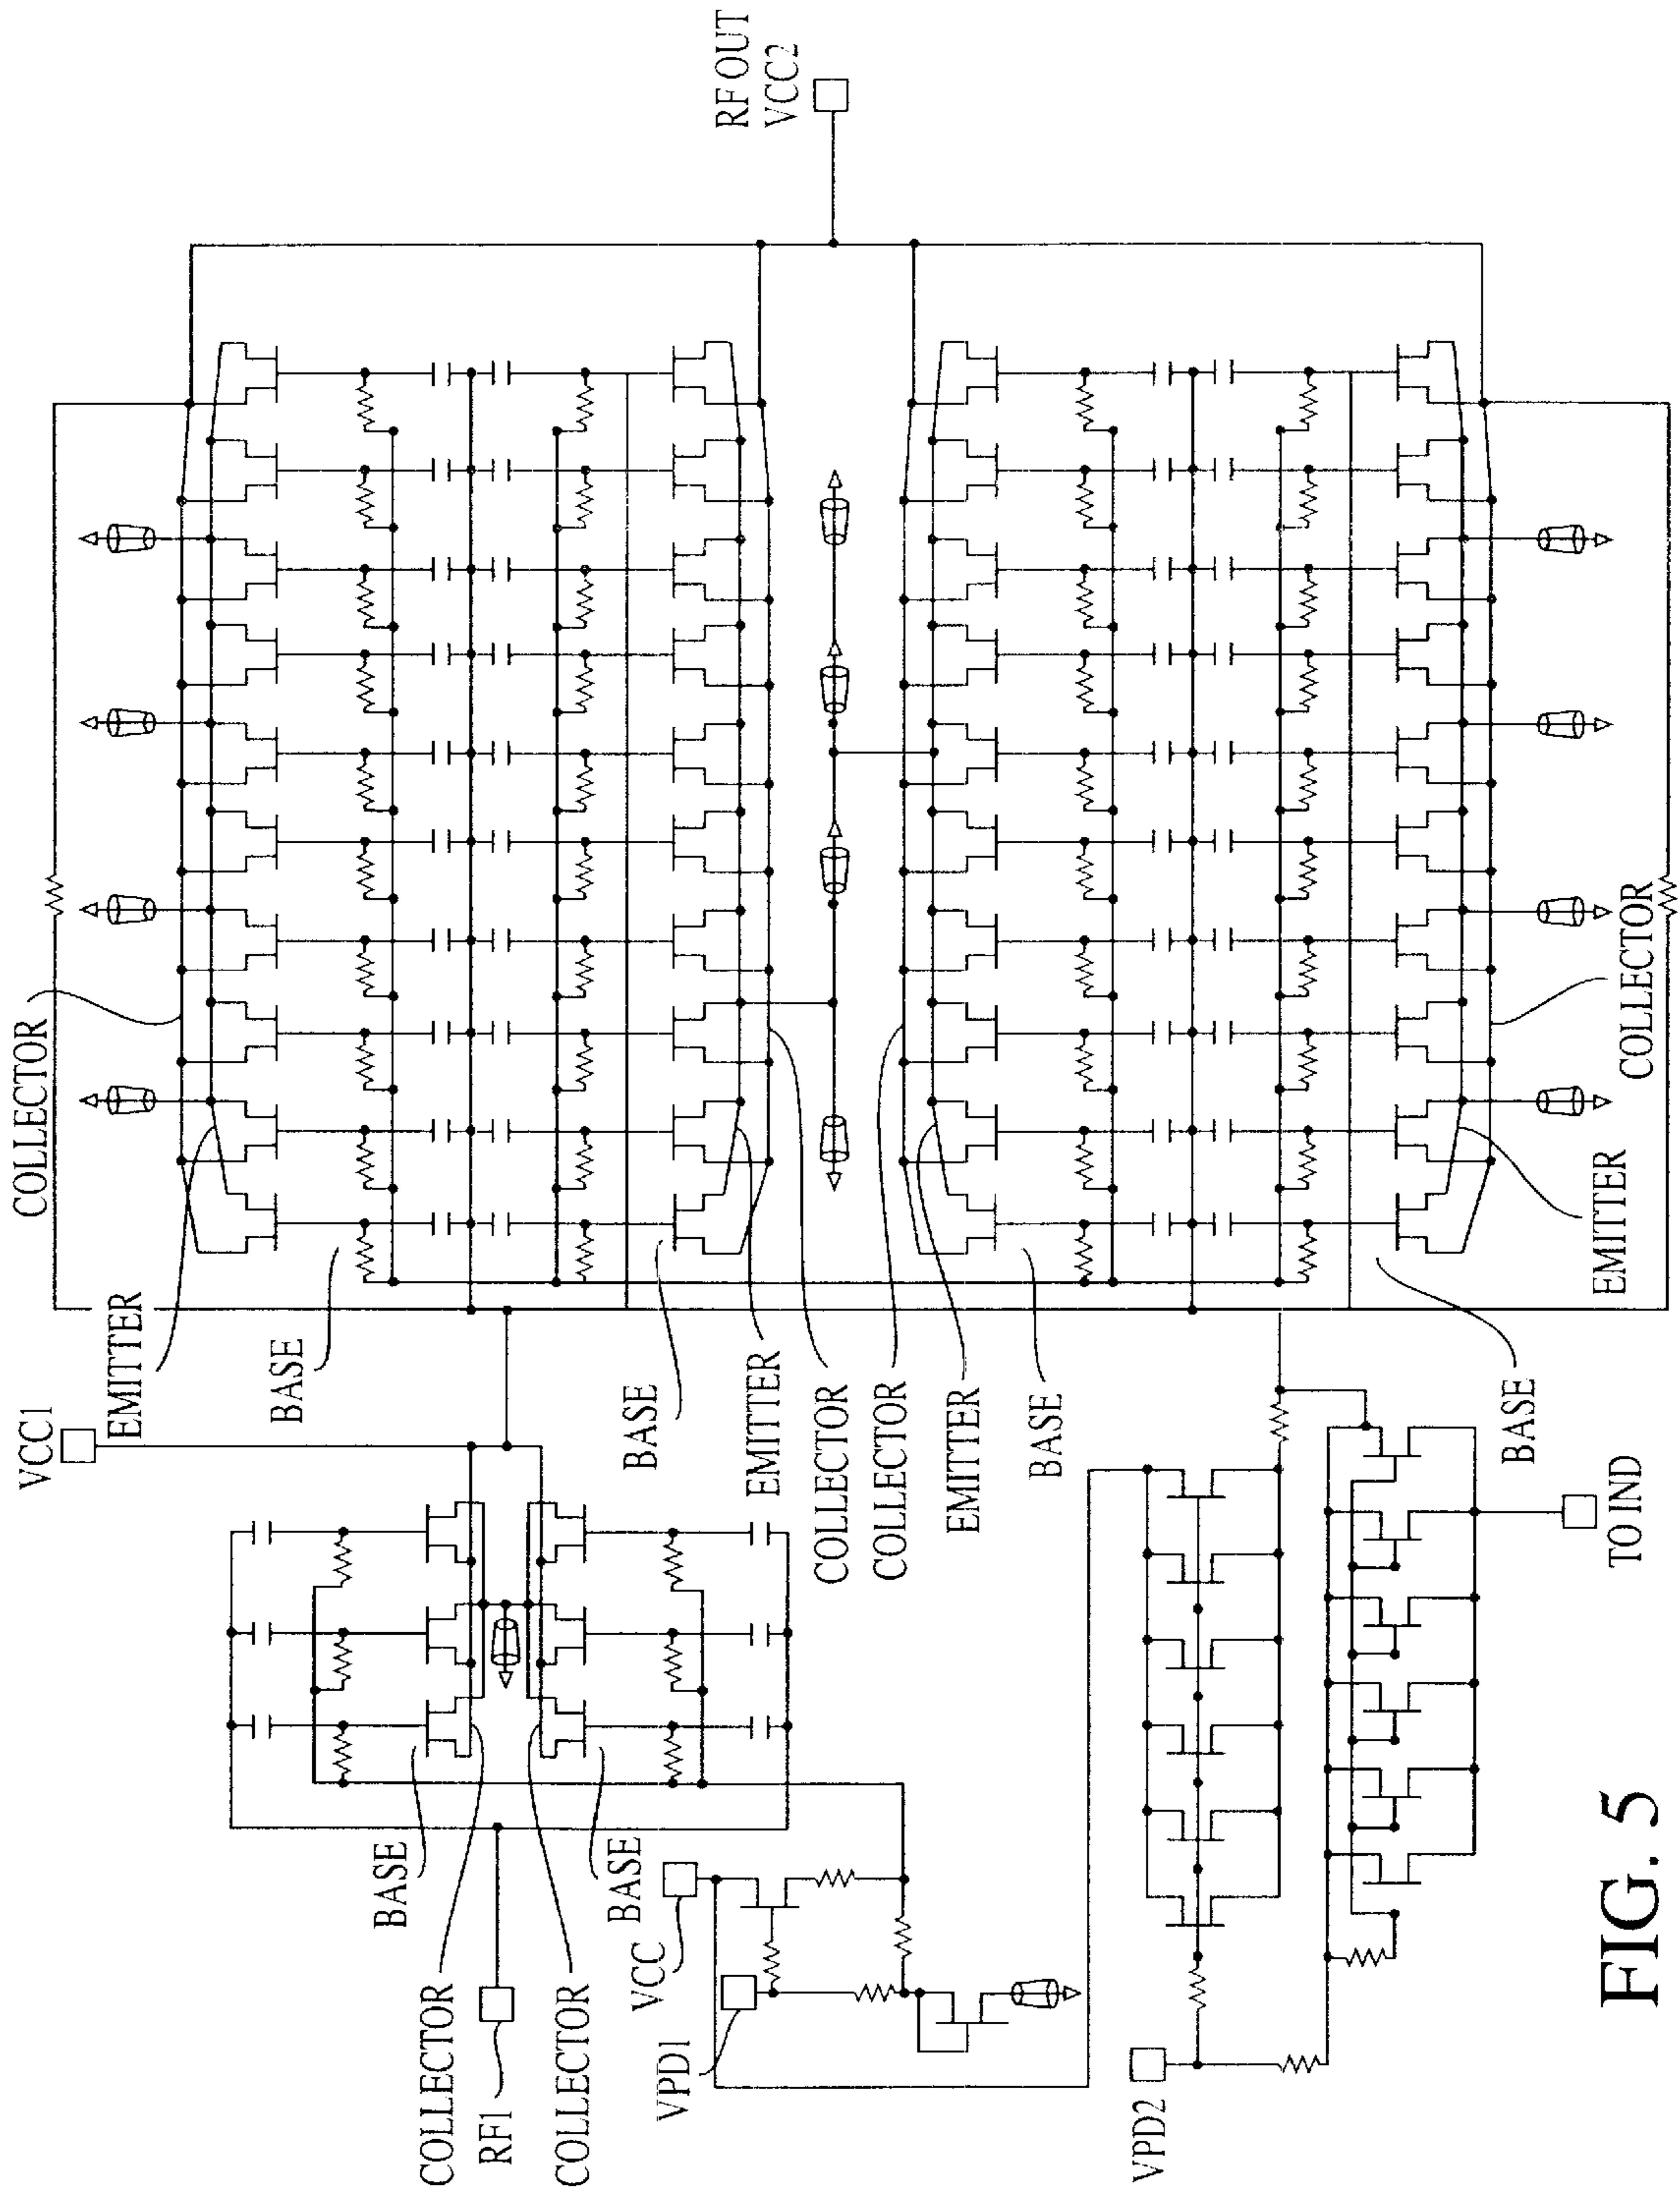 RF OUT
VCC2
COLLECTOR
EMITTER
BASE
VCC1
BASE
EMITTER
COLLECTOR
COLLECTOR
EMITTER
BASE
COLLECTOR
EMITTER
BASE
TO IND
BASE
COLLECTOR
RF1
COLLECTOR
BASE
VCC
VPD1
VPD2
FIG. 5